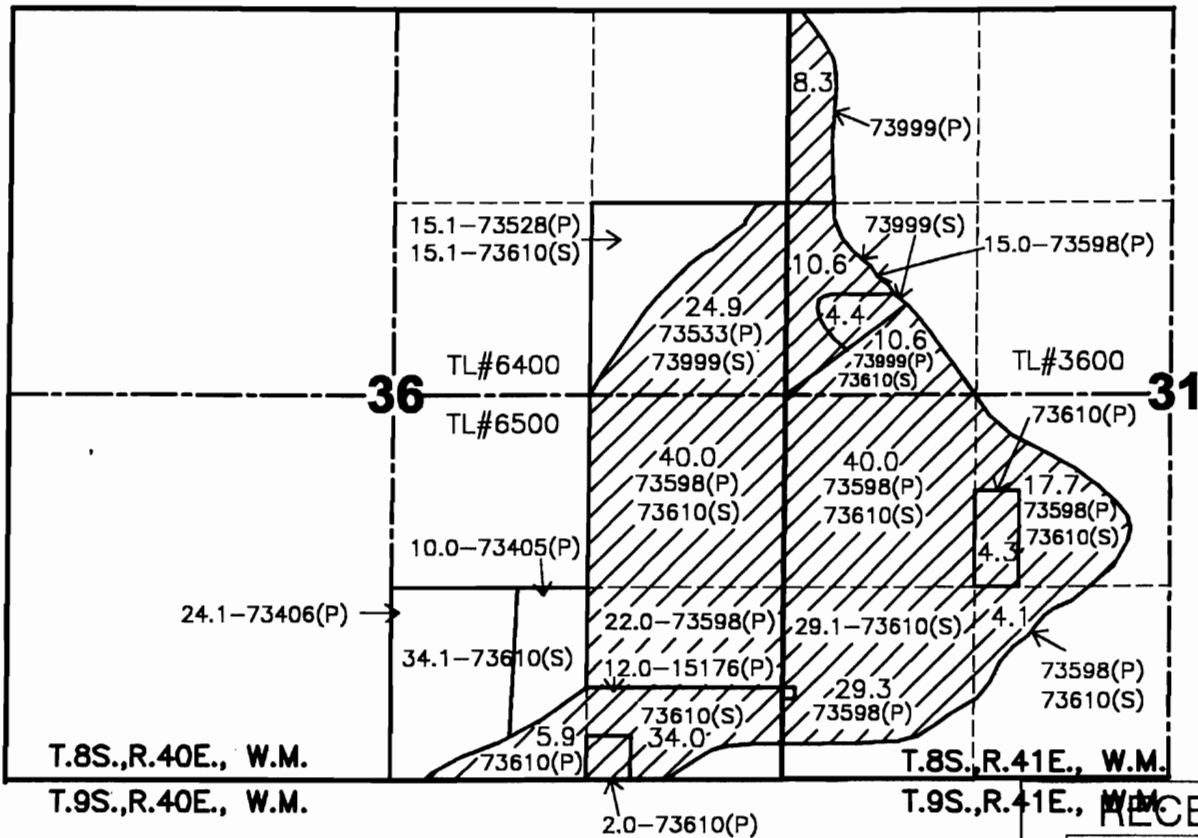 8.3
73999(P)
15.1-73528(P)
15.1-73610(S)
73999(S)
15.0-73598(P)
10.6
24.9
73533(P)
73999(S)
4.4
10.6
73999(P)
73610(S)
TL#6400
TL#3600
36
31
TL#6500
73610(P)
40.0
73598(P)
73610(S)
40.0
73598(P)
73610(S)
17.7
73598(P)
73610(S)
4.3
10.0-73405(P)
24.1-73406(P)
34.1-73610(S)
22.0-73598(P)
29.1-73610(S)
4.1
12.0-15176(P)
73598(P)
73610(S)
29.3
73598(P)
73610(S)
34.0
5.9
73610(P)
T.8S.,R.40E., W.M.
T.8S.,R.41E., W.M.
T.9S.,R.40E., W.M.
T.9S.,R.41E., W.M.
2.0-73610(P)